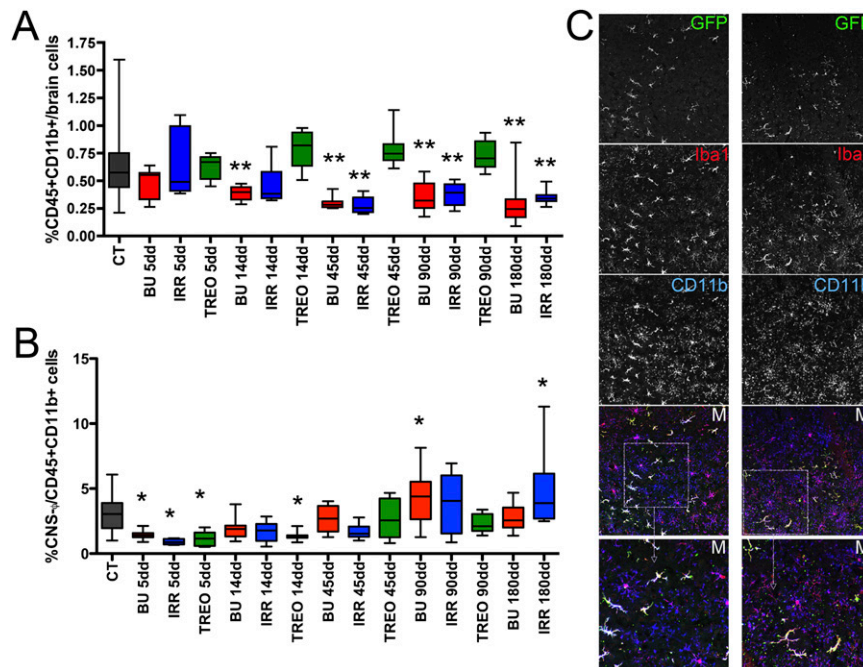 A
%CD45+CD11b+/brain cells
1.75
1.50
1.25
1.00
0.75
0.50
0.25
0.00
** ** ** ** ** ** **
CT
BU 5dd
IRR 5dd
TREO 5dd
BU 14dd
IRR 14dd
TREO 14dd
BU 45dd
IRR 45dd
TREO 45dd
BU 90dd
IRR 90dd
TREO 90dd
BU 180dd
IRR 180dd
B
%CNS-φ/CD45+CD11b+ cells
15
10
5
0
* * * * * *
CT
BU 5dd
IRR 5dd
TREO 5dd
BU 14dd
IRR 14dd
TREO 14dd
BU 45dd
IRR 45dd
TREO 45dd
BU 90dd
IRR 90dd
TREO 90dd
BU 180dd
IRR 180dd
C
GFP
GF
Iba1
Iba
CD11b
CD11
M
M
M
M